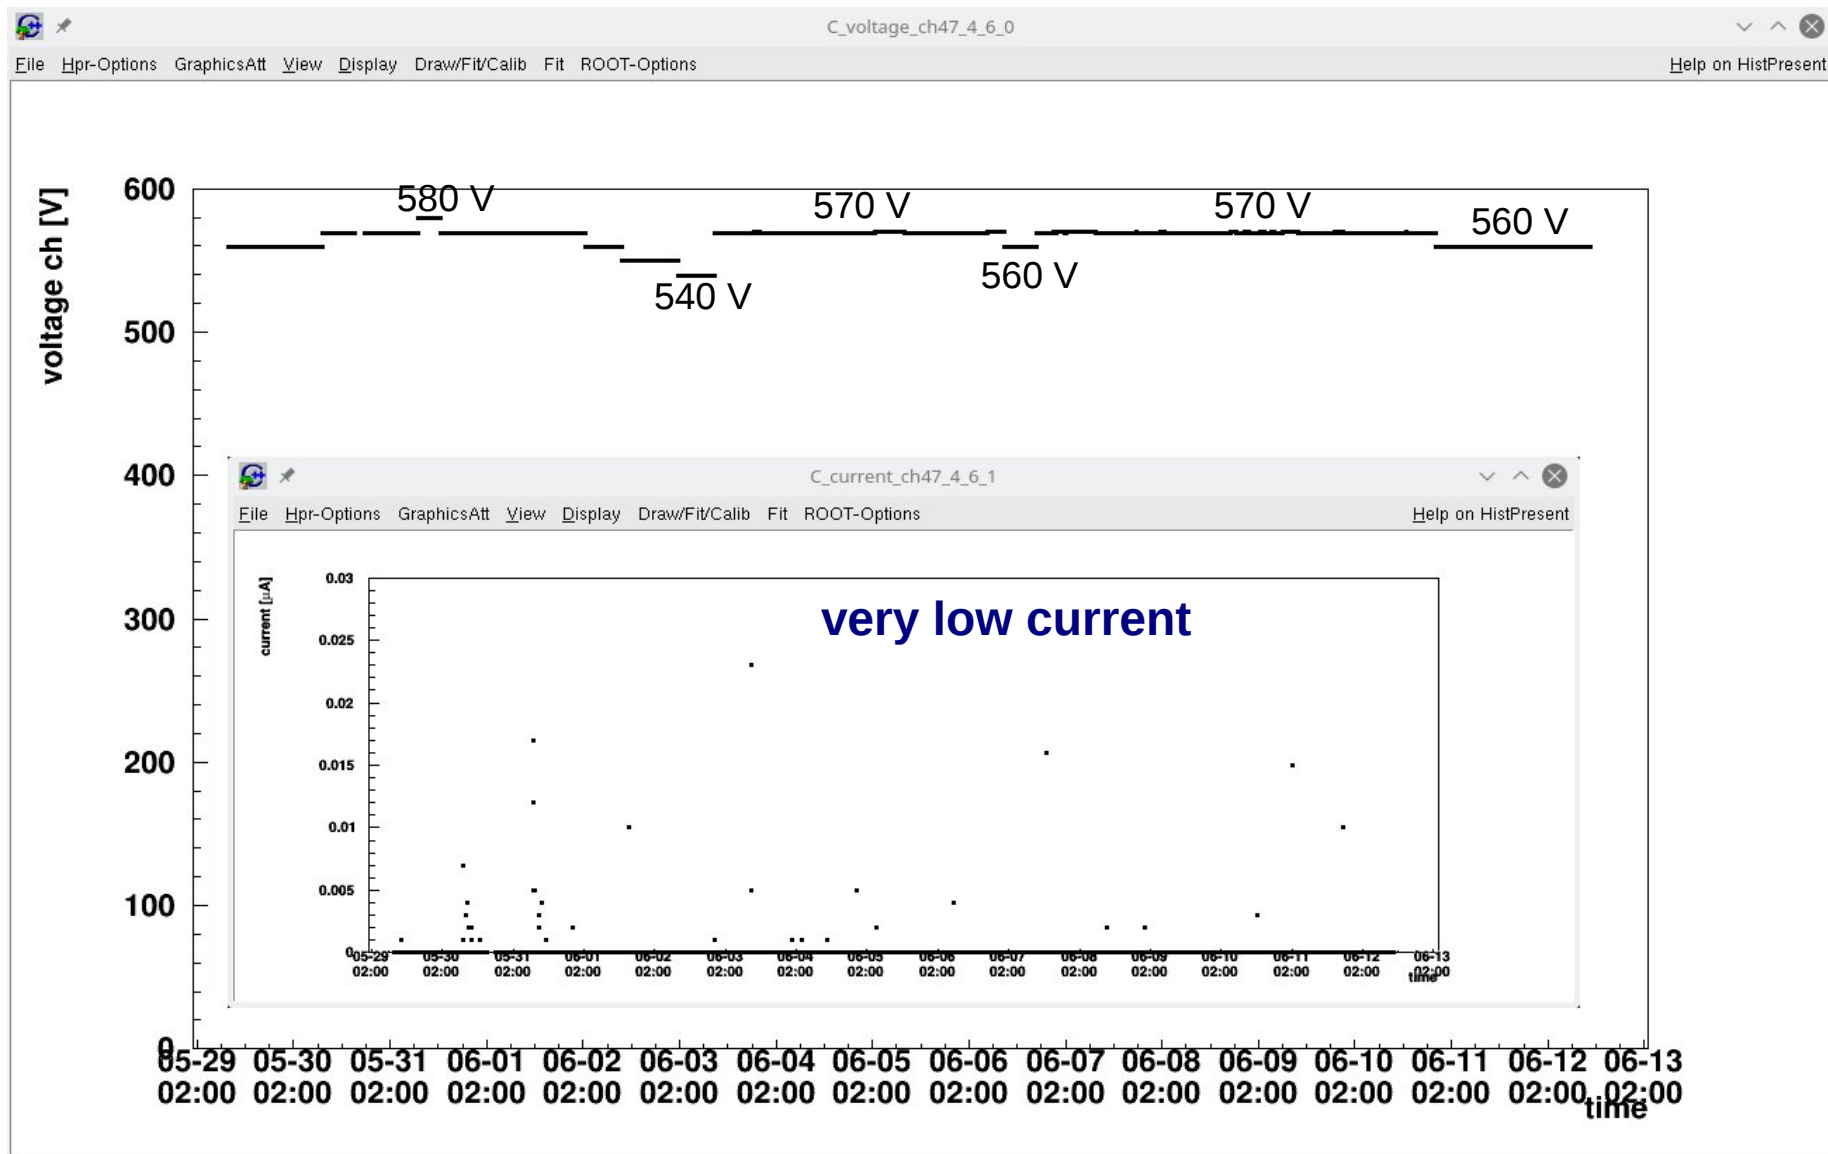 C_voltage_ch47_4_6_0
File Hpr-Options GraphicsAtt View Display Draw/Fit/Calib Fit ROOT-Options Help on HistPresent
voltage ch [V]
600
500
400
300
200
100
0
580 V
570 V
570 V
560 V
540 V
560 V
C_current_ch47_4_6_1
File Hpr-Options GraphicsAtt View Display Draw/Fit/Calib Fit ROOT-Options Help on HistPresent
current [μA]
0.03
0.025
0.02
0.015
0.01
0.005
0
very low current
05-29 05-30 05-31 06-01 06-02 06-03 06-04 06-05 06-06 06-07 06-08 06-09 06-10 06-11 06-12 06-13
02:00 02:00 02:00 02:00 02:00 02:00 02:00 02:00 02:00 02:00 02:00 02:00 02:00 02:00 02:00 02:00
time
05-29 05-30 05-31 06-01 06-02 06-03 06-04 06-05 06-06 06-07 06-08 06-09 06-10 06-11 06-12 06-13
02:00 02:00 02:00 02:00 02:00 02:00 02:00 02:00 02:00 02:00 02:00 02:00 02:00 02:00 02:00 02:00
time